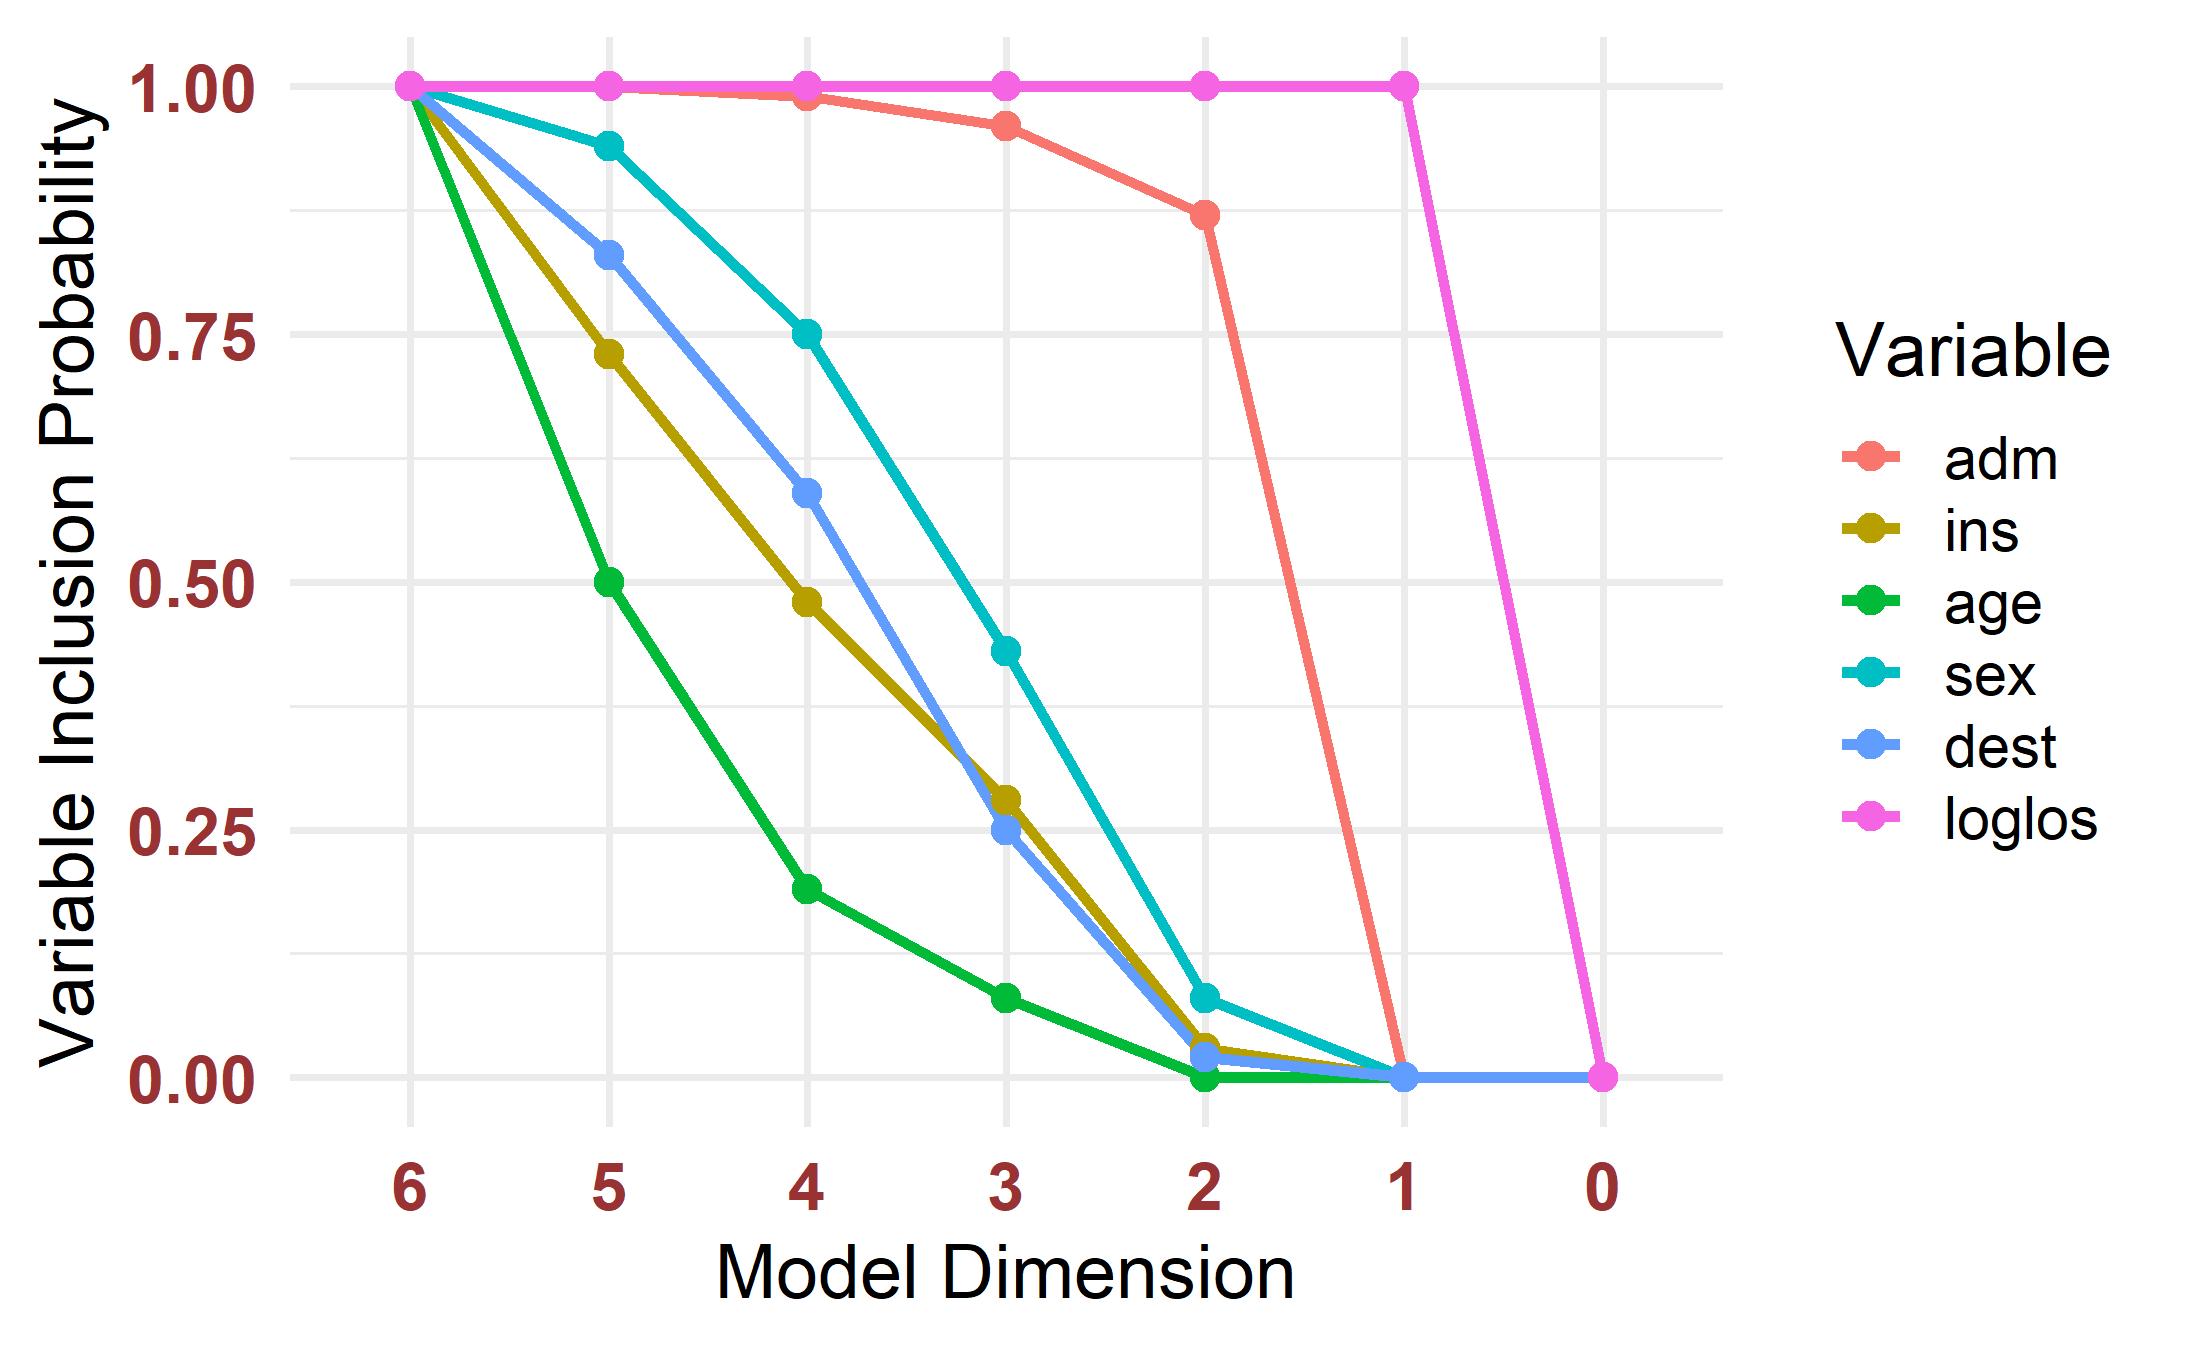 Variable Inclusion Probability
1.00
0.75
0.50
0.25
0.00
6 5 4 3 2 1 0
Model Dimension
Variable
adm
ins
age
sex
dest
loglos